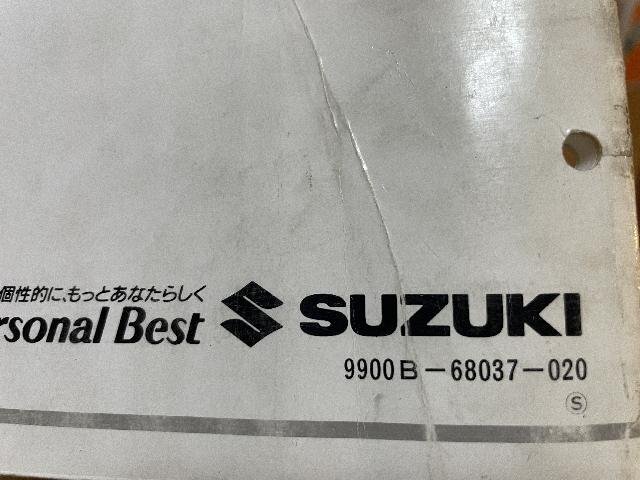 個性的に、もっとあなたらしく
rsonal Best
SUZUKI
9900B-68037-020
S